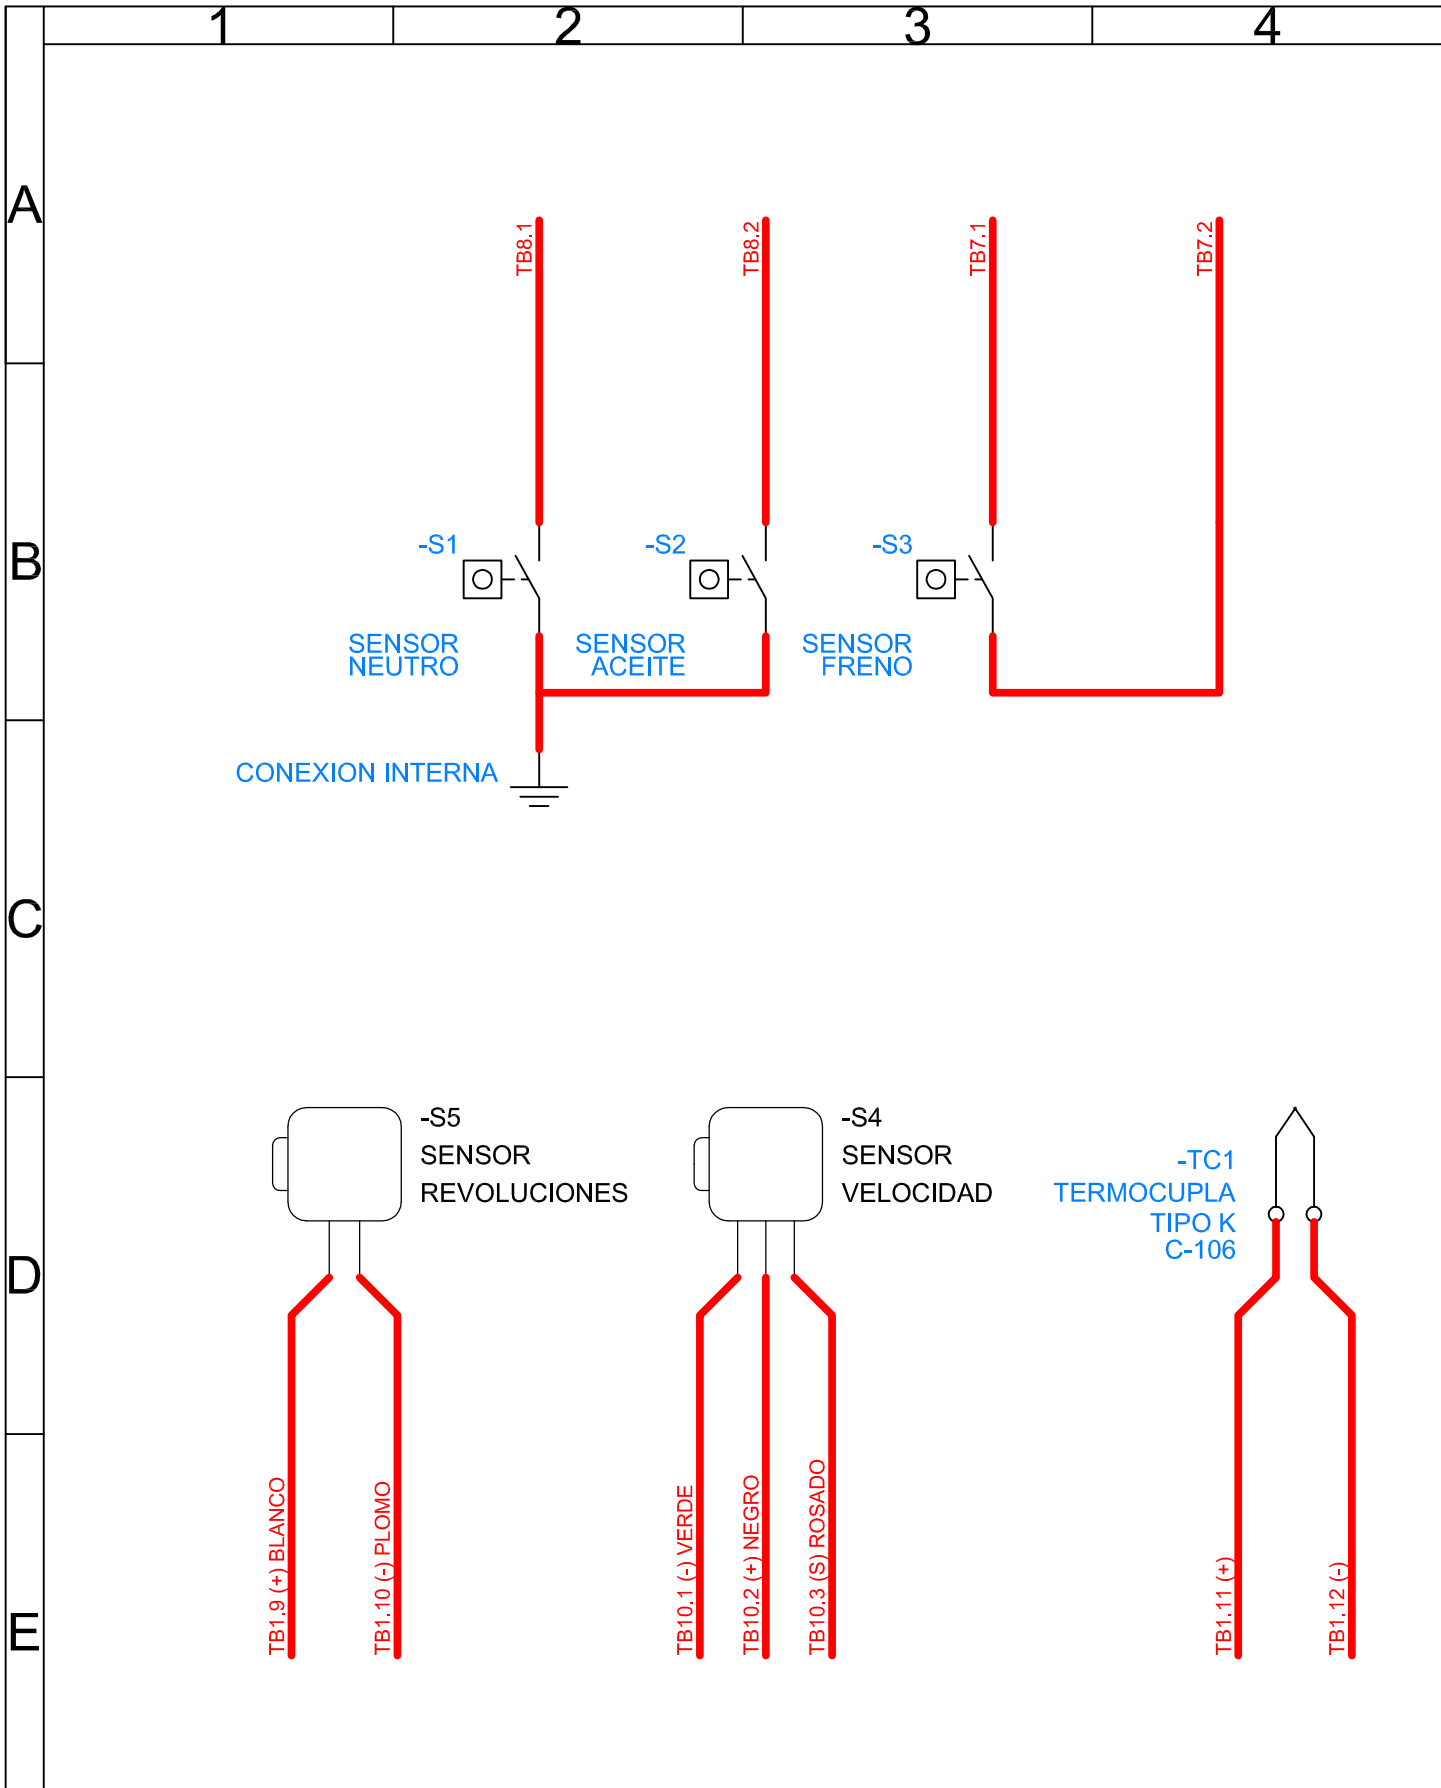 1
2
3
4
A
TB8.1
TB8.2
TB7.1
TB7.2
B
-S1
SENSOR
NEUTRO
-S2
SENSOR
ACEITE
-S3
SENSOR
FRENO
CONEXION INTERNA
C
-S5
SENSOR
REVOLUCIONES
-S4
SENSOR
VELOCIDAD
-TC1
TERMOCUPLA
TIPO K
C-106
D
TB1.9 (+) BLANCO
TB1.10 (-) PLOMO
TB10.1 (-) VERDE
TB10.2 (+) NEGRO
TB10.3 (S) ROSADO
TB1.11 (+)
TB1.12 (-)
E